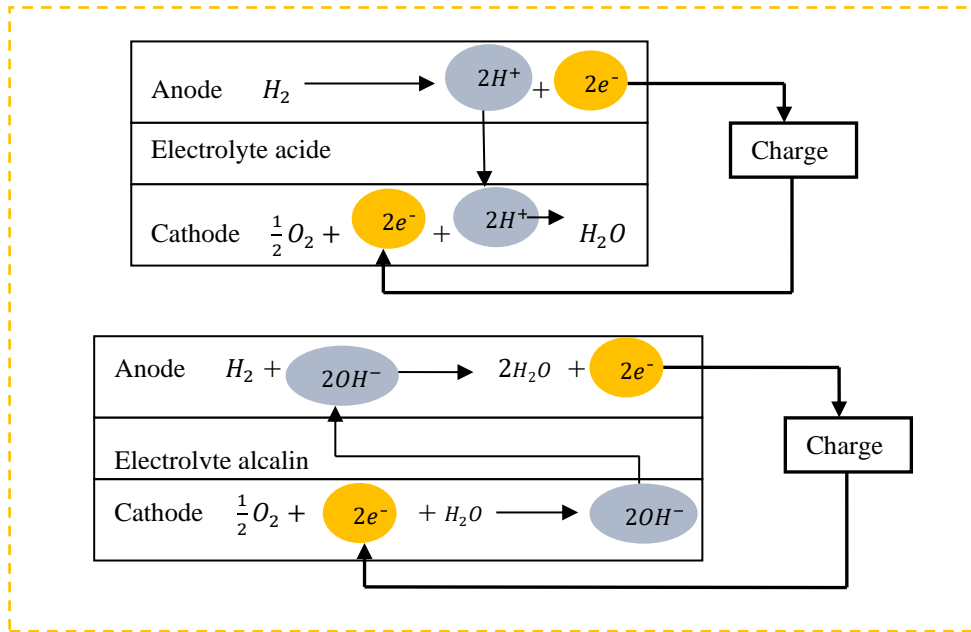 Anode H₂ → 2H⁺ + 2e⁻
Electrolyte acide
Charge
Cathode ½O₂ + 2e⁻ + 2H⁺ → H₂O
Anode H₂ + 2OH⁻ → 2H₂O + 2e⁻
Charge
Electrolvte alcalin
Cathode ½O₂ + 2e⁻ + H₂O → 2OH⁻